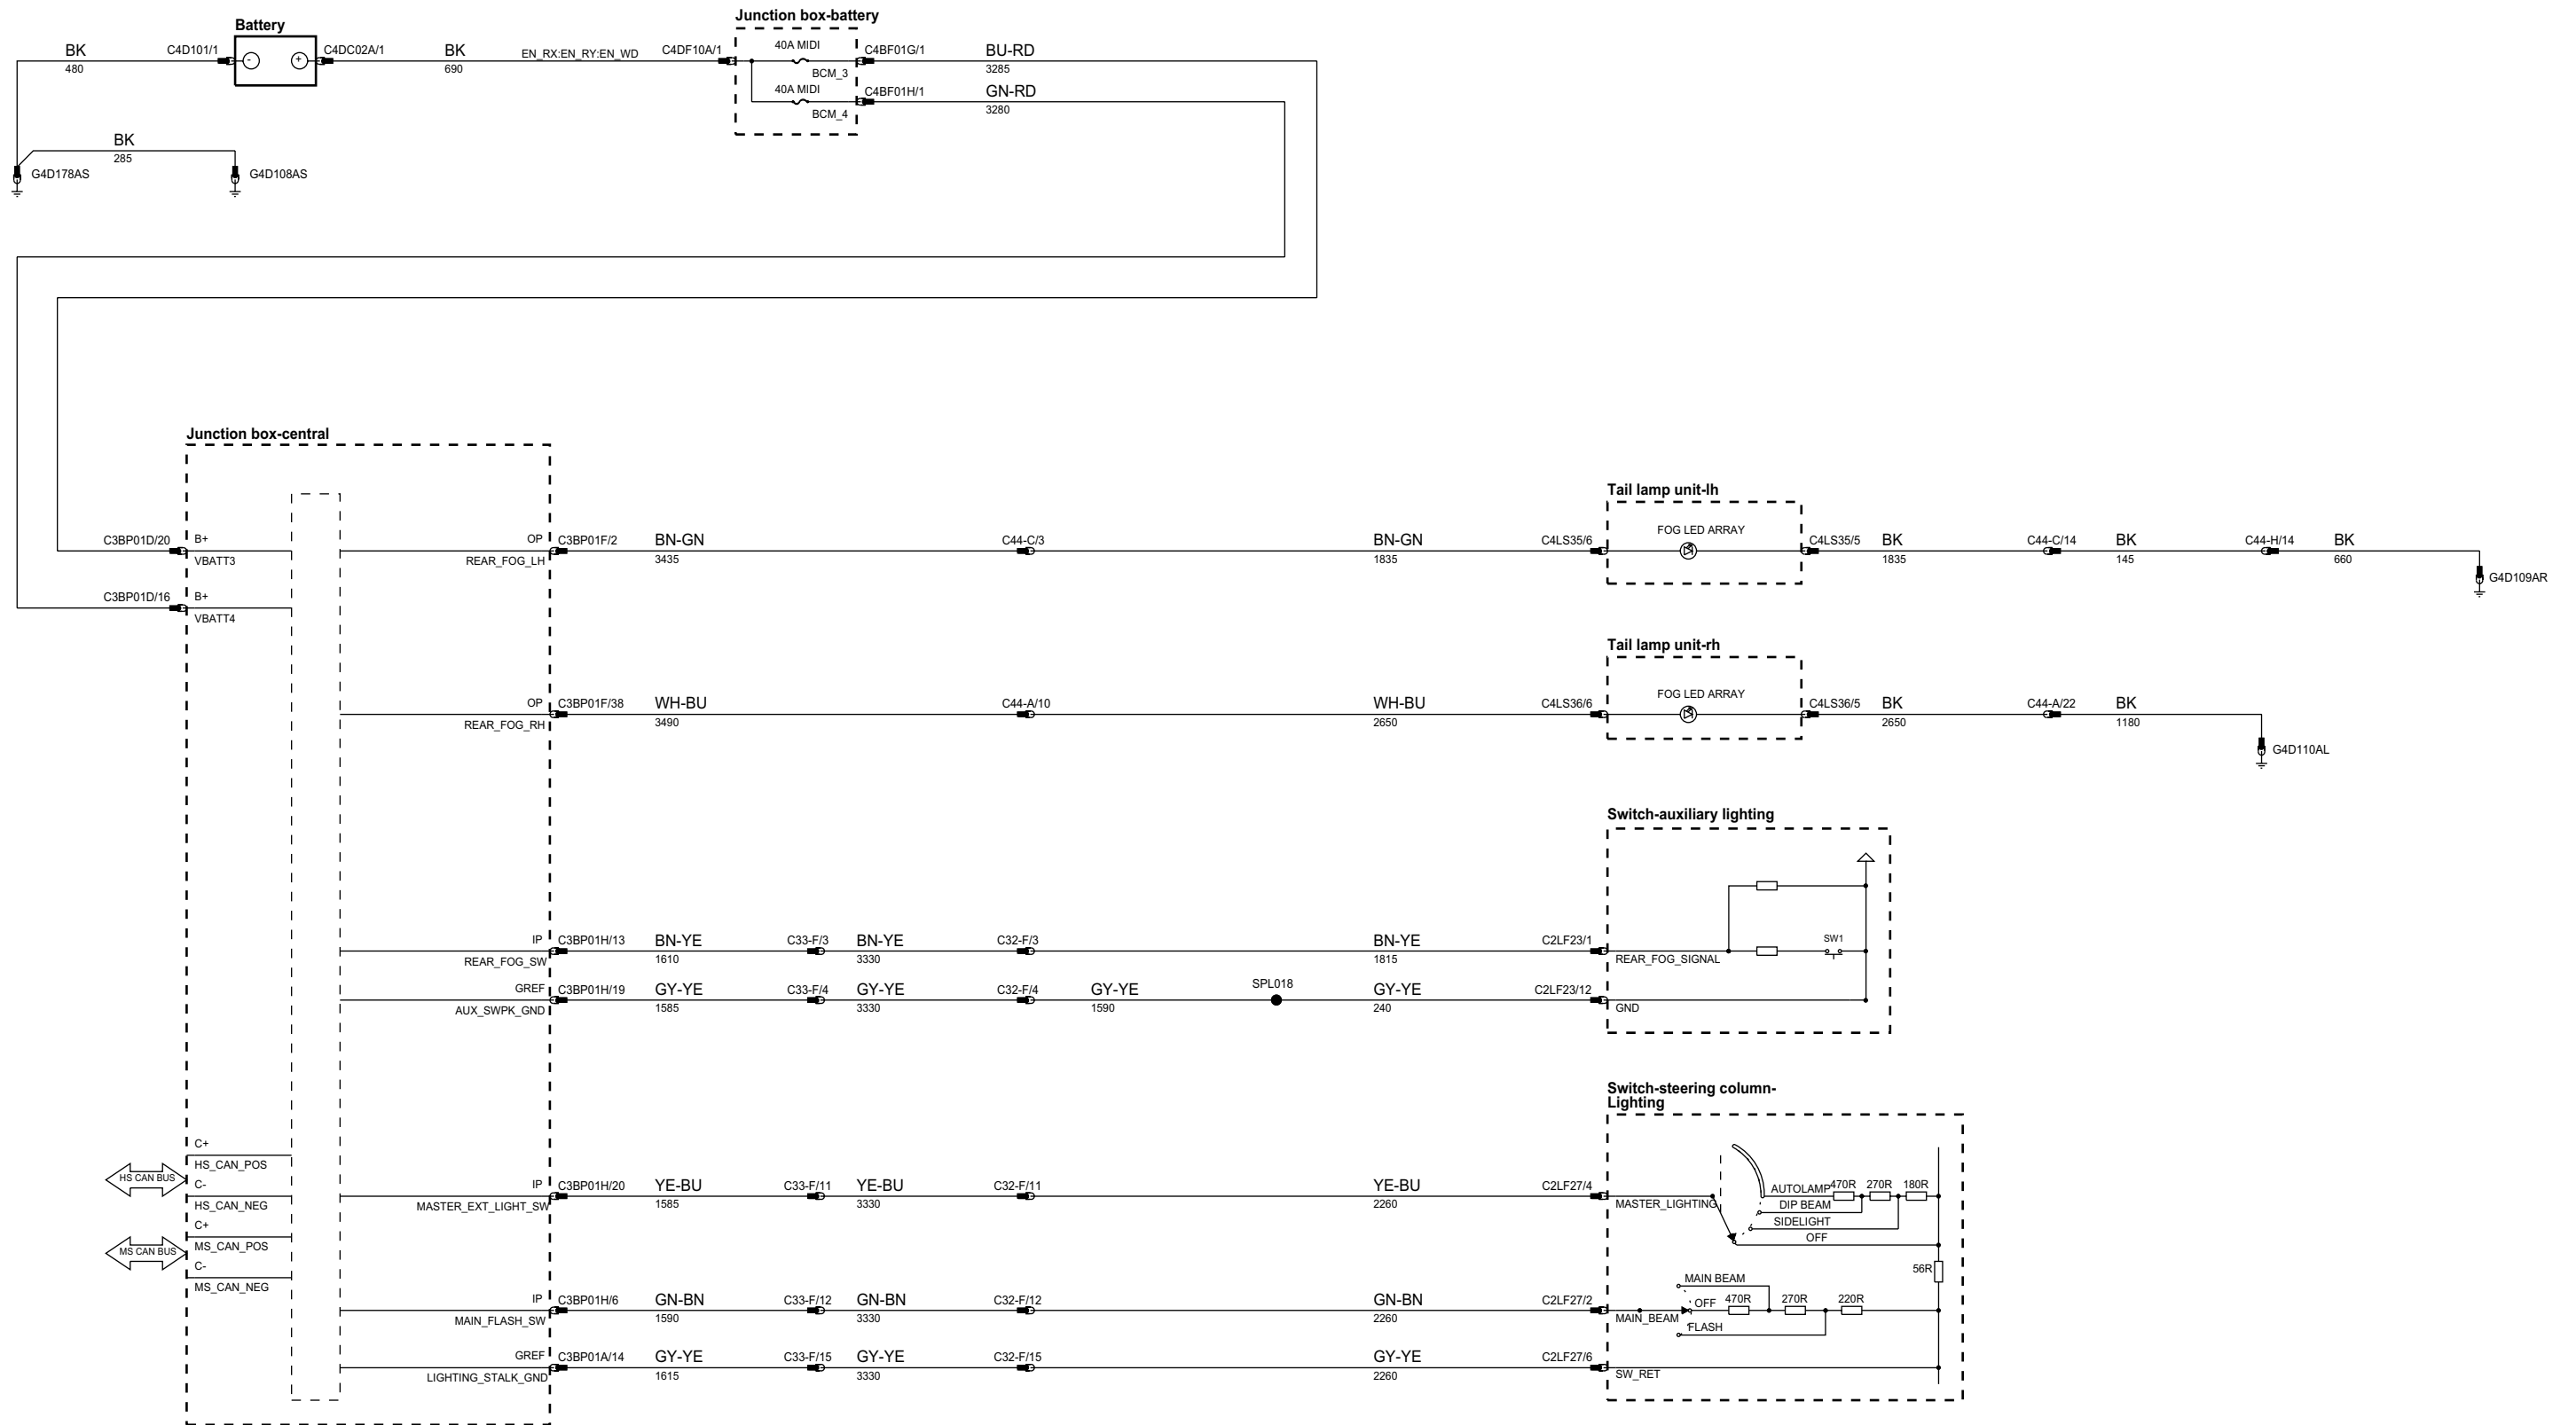 Battery
Junction box-battery
BK
480
C4D101/1
-
+
C4DC02A/1
BK
690
EN_RX:EN_RY:EN_WD
C4DF10A/1
40A MIDI
BCM_3
C4BF01G/1
BU-RD
3285
40A MIDI
BCM_4
C4BF01H/1
GN-RD
3280
BK
285
G4D178AS
G4D108AS
Junction box-central
Tail lamp unit-lh
C3BP01D/20
B+
VBATT3
OP
REAR_FOG_LH
C3BP01F/2
BN-GN
3435
C44-C/3
BN-GN
1835
C4LS35/6
FOG LED ARRAY
C4LS35/5
BK
1835
C44-C/14
BK
145
C44-H/14
BK
660
G4D109AR
C3BP01D/16
B+
VBATT4
Tail lamp unit-rh
OP
REAR_FOG_RH
C3BP01F/38
WH-BU
3490
C44-A/10
WH-BU
2650
C4LS36/6
FOG LED ARRAY
C4LS36/5
BK
2650
C44-A/22
BK
1180
G4D110AL
Switch-auxiliary lighting
IP
REAR_FOG_SW
C3BP01H/13
BN-YE
1610
C33-F/3
BN-YE
3330
C32-F/3
BN-YE
1815
C2LF23/1
REAR_FOG_SIGNAL
SW1
GREF
AUX_SWPK_GND
C3BP01H/19
GY-YE
1585
C33-F/4
GY-YE
3330
C32-F/4
GY-YE
1590
SPL018
GY-YE
240
C2LF23/12
GND
Switch-steering column-
Lighting
C+
HS_CAN_POS
HS CAN BUS
C-
HS_CAN_NEG
C+
MS_CAN_POS
MS CAN BUS
C-
MS_CAN_NEG
IP
MASTER_EXT_LIGHT_SW
C3BP01H/20
YE-BU
1585
C33-F/11
YE-BU
3330
C32-F/11
YE-BU
2260
C2LF27/4
MASTER_LIGHTING
AUTOLAMP
470R
270R
180R
DIP BEAM
SIDELIGHT
OFF
56R
IP
MAIN_FLASH_SW
C3BP01H/6
GN-BN
1590
C33-F/12
GN-BN
3330
C32-F/12
GN-BN
2260
C2LF27/2
MAIN_BEAM
MAIN BEAM
OFF
470R
270R
220R
FLASH
GREF
LIGHTING_STALK_GND
C3BP01A/14
GY-YE
1615
C33-F/15
GY-YE
3330
C32-F/15
GY-YE
2260
C2LF27/6
SW_RET